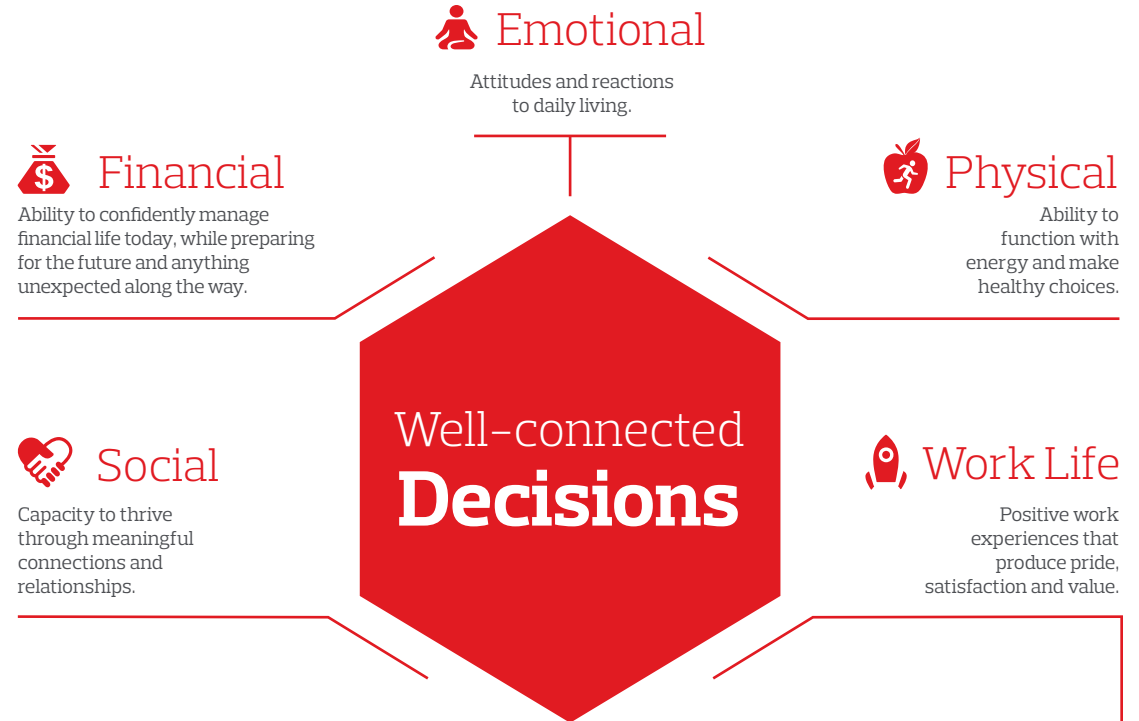 Emotional
Attitudes and reactions
to daily living.
$
Financial
Ability to confidently manage
financial life today, while preparing
for the future and anything
unexpected along the way.
Physical
Ability to
function with
energy and make
healthy choices.
Well-connected
Decisions
Social
Capacity to thrive
through meaningful
connections and
relationships.
Work Life
Positive work
experiences that
produce pride,
satisfaction and value.